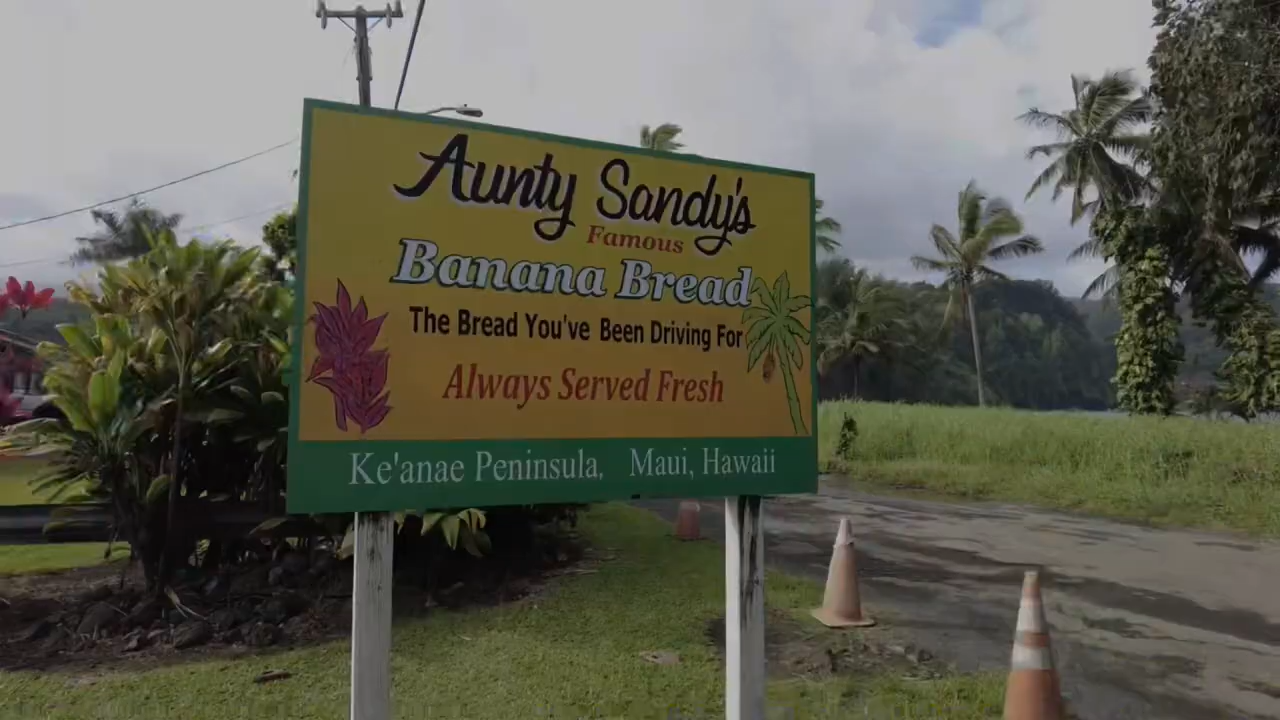 Aunty Sandy's
Famous
Banana Bread
The Bread You've Been Driving For
Always Served Fresh
Ke'anae Peninsula, Maui, Hawaii